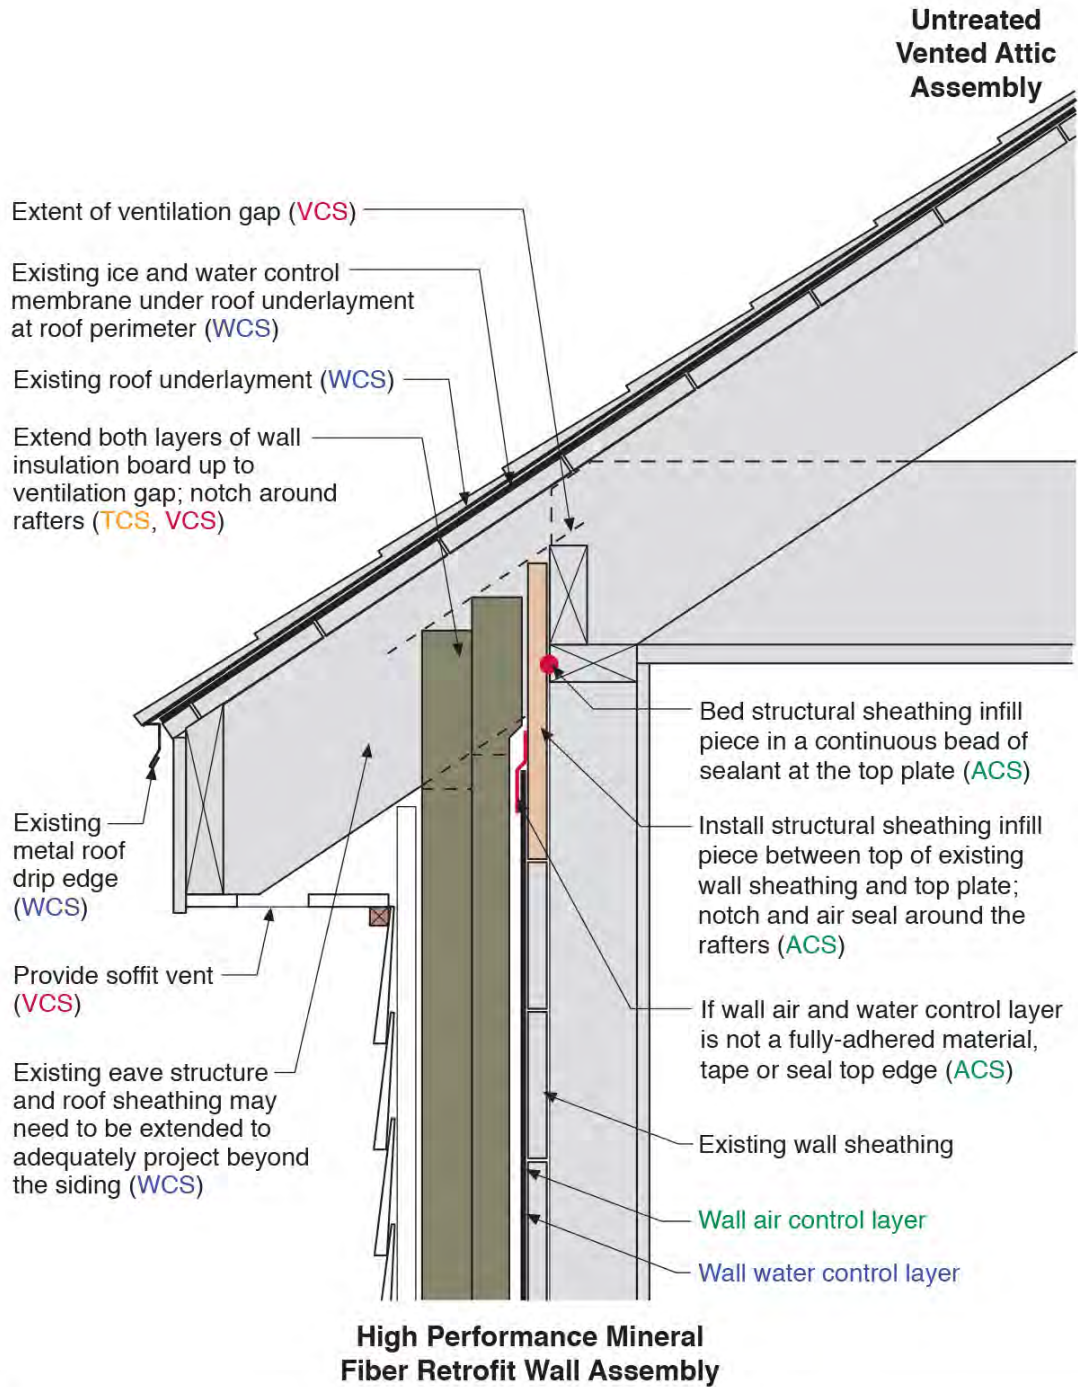 Untreated
Vented Attic
Assembly
Extent of ventilation gap (VCS)
Existing ice and water control
membrane under roof underlayment
at roof perimeter (WCS)
Existing roof underlayment (WCS)
Extend both layers of wall
insulation board up to
ventilation gap; notch around
rafters (TCS, VCS)
Existing
metal roof
drip edge
(WCS)
Provide soffit vent
(VCS)
Existing eave structure
and roof sheathing may
need to be extended to
adequately project beyond
the siding (WCS)
Bed structural sheathing infill
piece in a continuous bead of
sealant at the top plate (ACS)
Install structural sheathing infill
piece between top of existing
wall sheathing and top plate;
notch and air seal around the
rafters (ACS)
If wall air and water control layer
is not a fully-adhered material,
tape or seal top edge (ACS)
Existing wall sheathing
Wall air control layer
Wall water control layer
High Performance Mineral
Fiber Retrofit Wall Assembly